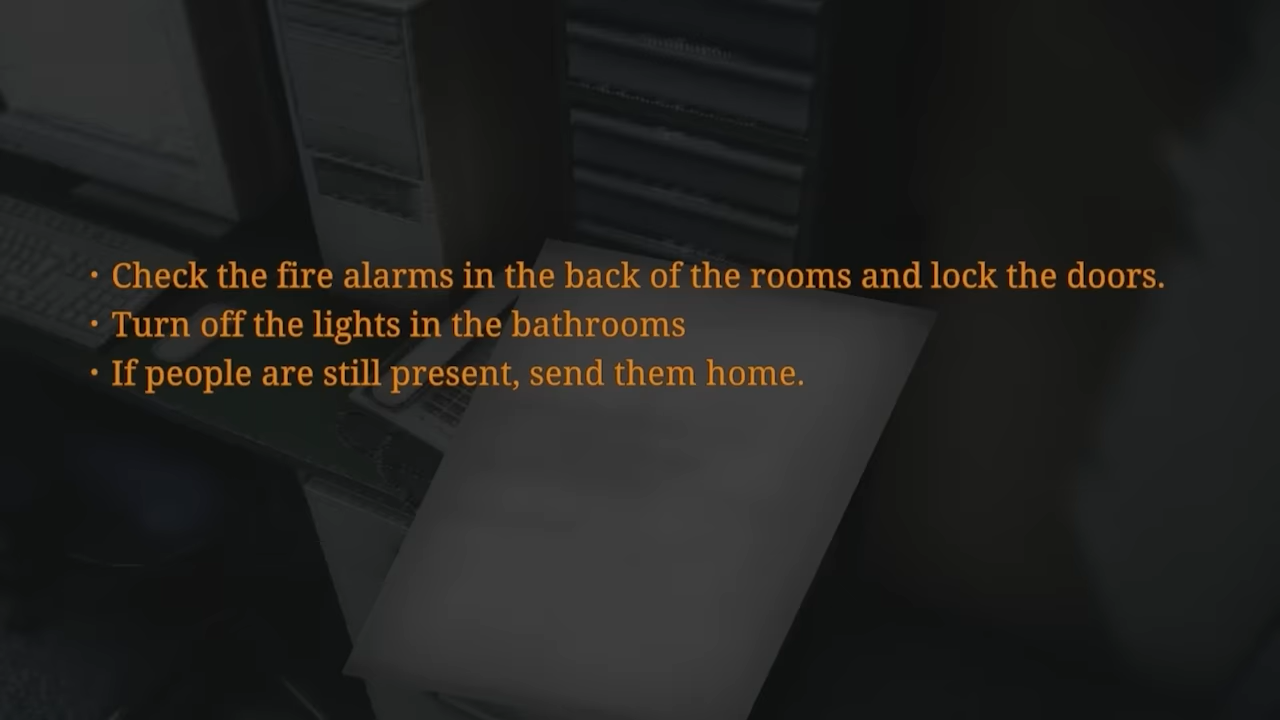 · Check the fire alarms in the back of the rooms and lock the doors.
· Turn off the lights in the bathrooms
· If people are still present, send them home.